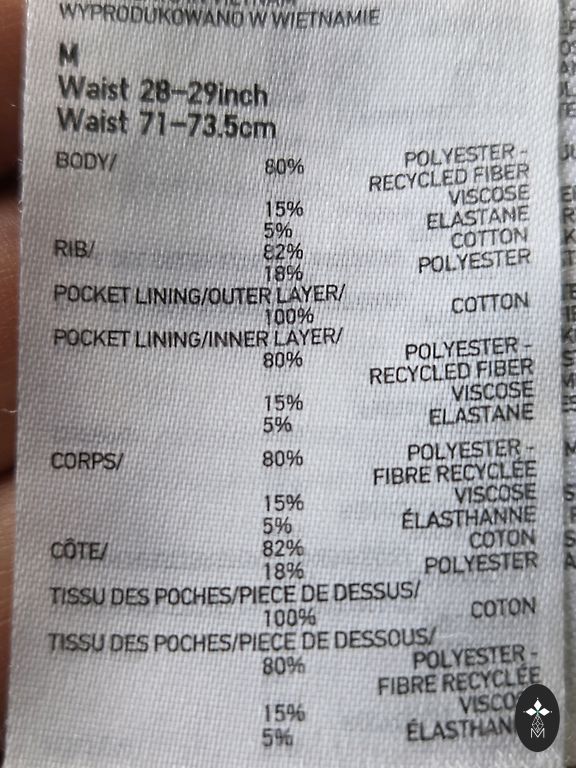 WYPRODUKOWANO W WIETNAMIE
M
Waist 28–29inch
Waist 71–73.5cm
BODY/ 80% POLYESTER -
RECYCLED FIBER
15% VISCOSE
5% ELASTANE
RIB/ 82% COTTON
18% POLYESTER
POCKET LINING/OUTER LAYER/
100% COTTON
POCKET LINING/INNER LAYER/
80% POLYESTER -
RECYCLED FIBER
15% VISCOSE
5% ELASTANE
CORPS/ 80% POLYESTER -
FIBRE RECYCLÉE
15% VISCOSE
5% ÉLASTHANNE
CÔTE/ 82% COTON
18% POLYESTER
TISSU DES POCHES/PIECE DE DESSUS/
100% COTON
TISSU DES POCHES/PIECE DE DESSOUS/
80% POLYESTER -
FIBRE RECYCLÉE
15%
5%
M